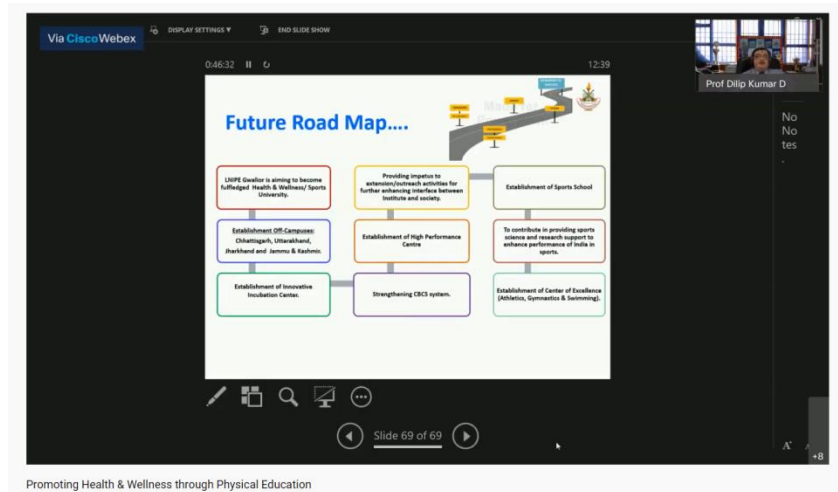 Via Cisco Webex
DISPLAY SETTINGS ▼
END SLIDE SHOW
0:46:32
12:39
Prof Dilip Kumar D
No
No
tes
.
Future Road Map....
LNIPE Gwalior is aiming to become
fulfledged Health & Wellness/ Sports
University.
Establishment Off-Campuses:
Chhattisgarh, Uttarakhand,
Jharkhand and Jammu & Kashmir.
Establishment of Innovative
Incubation Center.
Providing impetus to
extension/outreach activities for
further enhancing interface between
Institute and society.
Establishment of High Performance
Centre
Strengthening CBCS system.
Establishment of Sports School
To contribute in providing sports
science and research support to
enhance performance of India in
sports.
Establishment of Center of Excellence
(Athletics, Gymnastics & Swimming).
Slide 69 of 69
A
+8
Promoting Health & Wellness through Physical Education